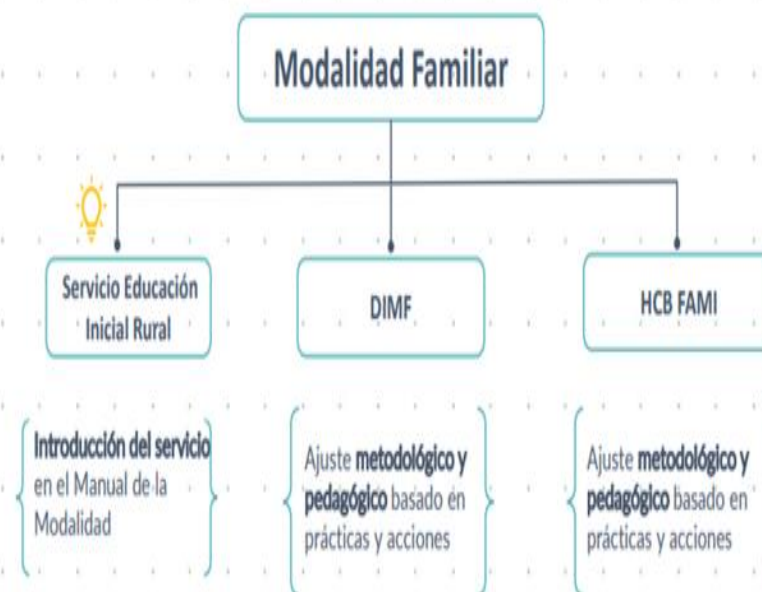 Modalidad Familiar
Servicio Educación
Inicial Rural
DIMF
HCB FAMI
Introducción del servicio
en el Manual de la
Modalidad
Ajuste metodológico y
pedagógico basado en
prácticas y acciones
Ajuste metodológico y
pedagógico basado en
prácticas y acciones